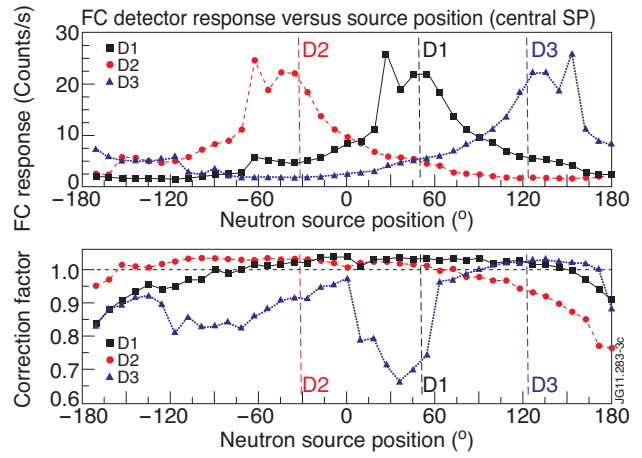 FC detector response versus source position (central SP)
FC response (Counts/s)
30
20
10
5
0
D1
D2
D3
D2
D1
D3
−180
−120
−60
0
60
120
180
Neutron source position (°)
Correction factor
1.0
0.9
0.8
0.7
0.6
D1
D2
D3
D2
D1
D3
−180
−120
−60
0
60
120
180
Neutron source position (°)
JG11.283-3c